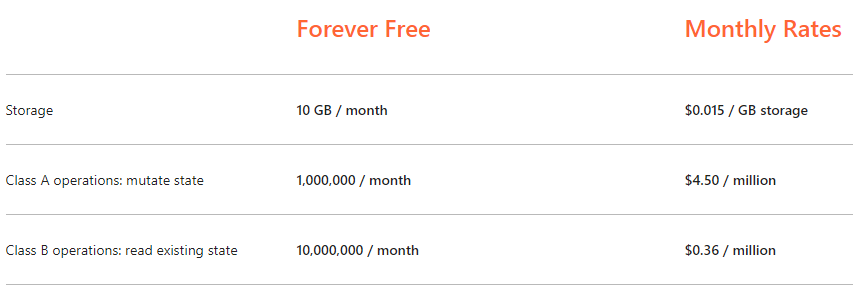 Forever Free Monthly Rates
Storage 10 GB / month $0.015 / GB storage
Class A operations: mutate state 1,000,000 / month $4.50 / million
Class B operations: read existing state 10,000,000 / month $0.36 / million